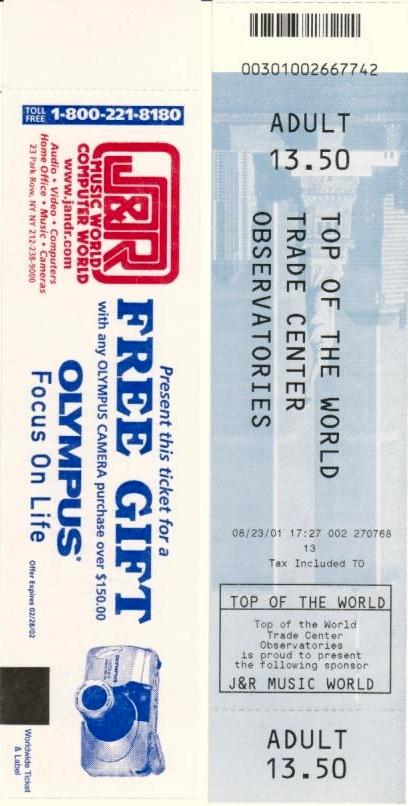 TOLL FREE 1-800-221-8180
J&R
MUSIC WORLD
COMPUTER WORLD
www.jandr.com
Audio • Video • Computers
Home Office • Music • Cameras
23 Park Row, NY NY 212-238-9000
Present this ticket for a
FREE GIFT
with any OLYMPUS CAMERA purchase over $150.00
OLYMPUS®
Focus On Life
Offer Expires 02/28/02
OLYMPUS
Worldwide Ticket
& Label
00301002667742
ADULT
13.50
TOP OF THE WORLD
TRADE CENTER
OBSERVATORIES
08/23/01 17:27 002 270768
13
Tax Included TO
TOP OF THE WORLD
Top of the World
Trade Center
Observatories
is proud to present
the following sponsor
J&R MUSIC WORLD
ADULT
13.50